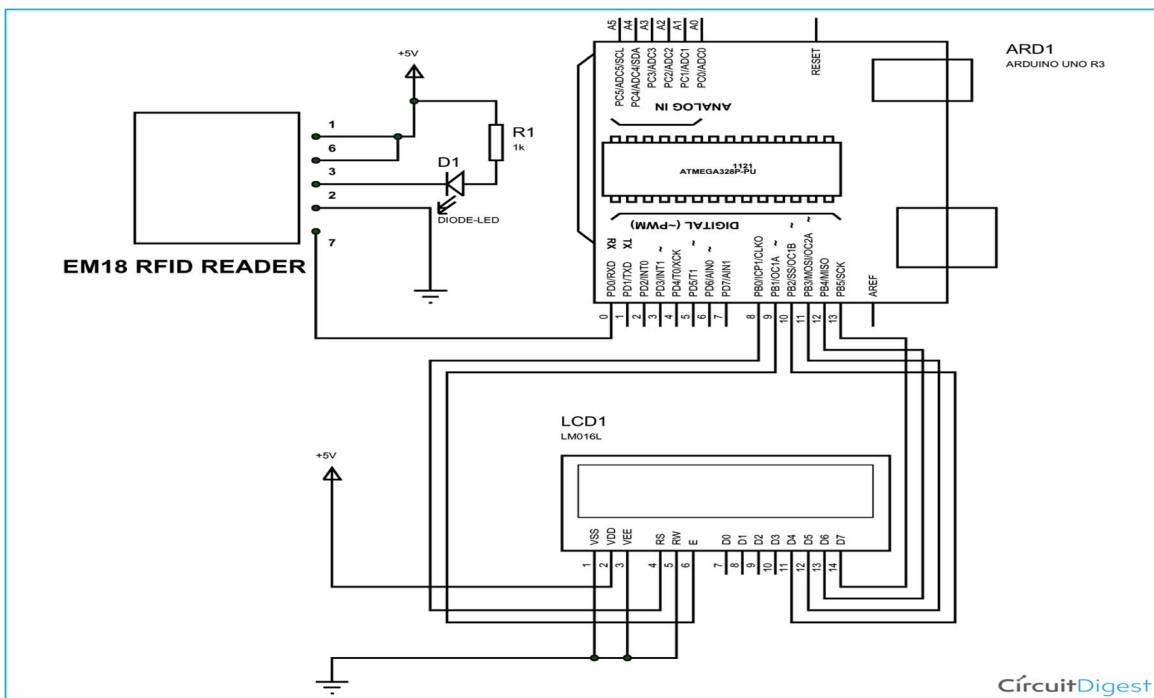 +5V
1
6
3
2
7
EM18 RFID READER
R1
1k
D1
DIODE-LED
ARD1
ARDUINO UNO R3
A5
A4
A3
A2
A1
A0
RESET
PC5/ADC5/SCL
PC4/ADC4/SDA
PC3/ADC3
PC2/ADC2
PC1/ADC1
PC0/ADC0
ANALOG IN
1121
ATMEGA328P-PU
DIGITAL (~PWM)
RX
TX
~
~
~
~
~
~
PD0/RXD
PD1/TXD
PD2/INT0
PD3/INT1
PD4/T0/XCK
PD5/T1
PD6/AIN0
PD7/AIN1
PB0/ICP1/CLKO
PB1/OC1A
PB2/SS/OC1B
PB3/MOSI/OC2A
PB4/MISO
PB5/SCK
AREF
0
1
2
3
4
5
6
7
8
9
10
11
12
13
LCD1
LM016L
+5V
VSS
VDD
VEE
RS
RW
E
D0
D1
D2
D3
D4
D5
D6
D7
1
2
3
4
5
6
7
8
9
10
11
12
13
14
CírcuitDigest